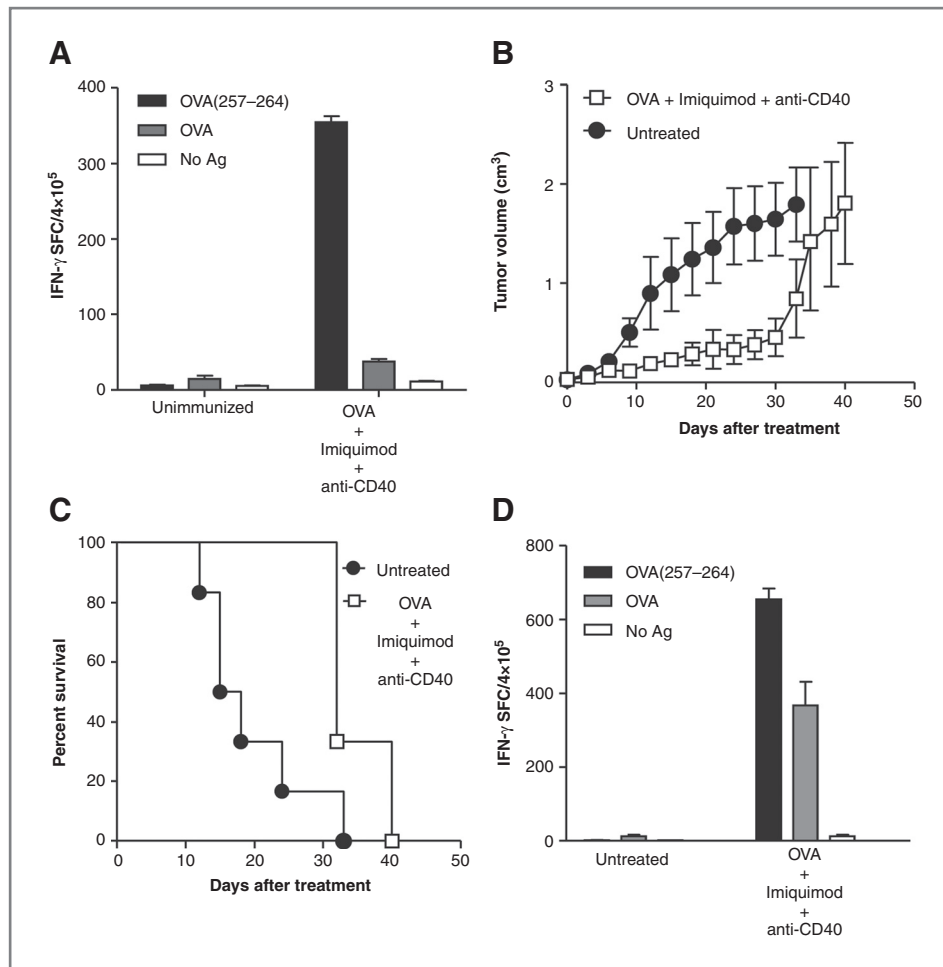 A
400
300
200
100
0
IFN-γ SFC/4×10⁵
OVA(257–264)
OVA
No Ag
Unimmunized
OVA
+
Imiquimod
+
anti-CD40
B
3
2
1
0
Tumor volume (cm³)
OVA + Imiquimod + anti-CD40
Untreated
0 10 20 30 40 50
Days after treatment
C
100
80
60
40
20
0
Percent survival
Untreated
OVA
+
Imiquimod
+
anti-CD40
0 10 20 30 40 50
Days after treatment
D
800
600
400
200
0
IFN-γ SFC/4×10⁵
OVA(257–264)
OVA
No Ag
Untreated
OVA
+
Imiquimod
+
anti-CD40